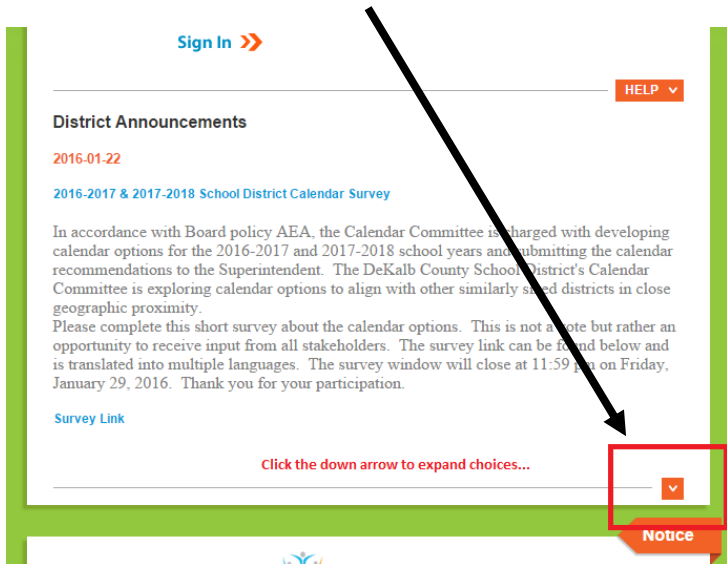 Sign In
HELP
District Announcements
2016-01-22
2016-2017 & 2017-2018 School District Calendar Survey
In accordance with Board policy AEA, the Calendar Committee is charged with developing
calendar options for the 2016-2017 and 2017-2018 school years and submitting the calendar
recommendations to the Superintendent.  The DeKalb County School District's Calendar
Committee is exploring calendar options to align with other similarly sized districts in close
geographic proximity.
Please complete this short survey about the calendar options.  This is not a vote but rather an
opportunity to receive input from all stakeholders.  The survey link can be found below and
is translated into multiple languages.  The survey window will close at 11:59 pm on Friday,
January 29, 2016.  Thank you for your participation.
Survey Link
Click the down arrow to expand choices...
Notice